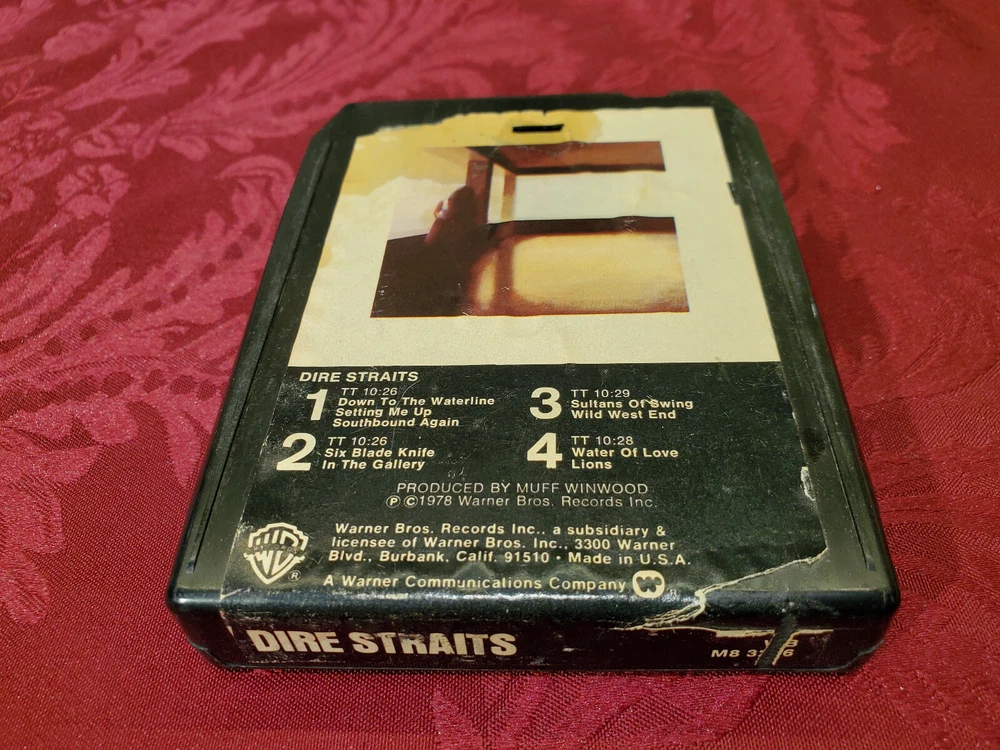 DIRE STRAITS
1 TT 10:26
Down To The Waterline
Setting Me Up
Southbound Again
2 TT 10:26
Six Blade Knife
In The Gallery
3 TT 10:29
Sultans Of Swing
Wild West End
4 TT 10:28
Water Of Love
Lions
PRODUCED BY MUFF WINWOOD
℗©1978 Warner Bros. Records Inc.
Warner Bros. Records Inc., a subsidiary &
licensee of Warner Bros. Inc., 3300 Warner
Blvd., Burbank, Calif. 91510 • Made in U.S.A.
A Warner Communications Company
DIRE STRAITS
M8